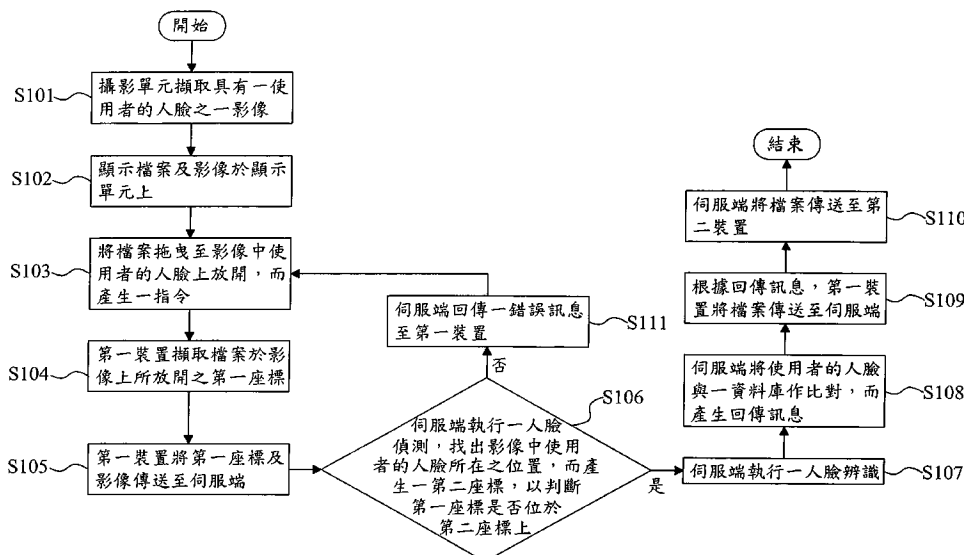 開始
S101
攝影單元擷取具有一使
用者的人臉之一影像
S102
顯示檔案及影像於顯示
單元上
S103
將檔案拖曳至影像中使
用者的人臉上放開，而
產生一指令
S104
第一裝置擷取檔案於影
像上所放開之第一座標
S105
第一裝置將第一座標及
影像傳送至伺服端
S106
伺服端執行一人臉
偵測，找出影像中使用
者的人臉所在之位置，而產
生一第二座標，以判斷
第一座標是否位於
第二座標上
否
伺服端回傳一錯誤訊息
至第一裝置
S111
是
伺服端執行一人臉辨識
S107
伺服端將使用者的人臉
與一資料庫作比對，而
產生回傳訊息
S108
根據回傳訊息，第一裝
置將檔案傳送至伺服端
S109
伺服端將檔案傳送至第
二裝置
S110
結束